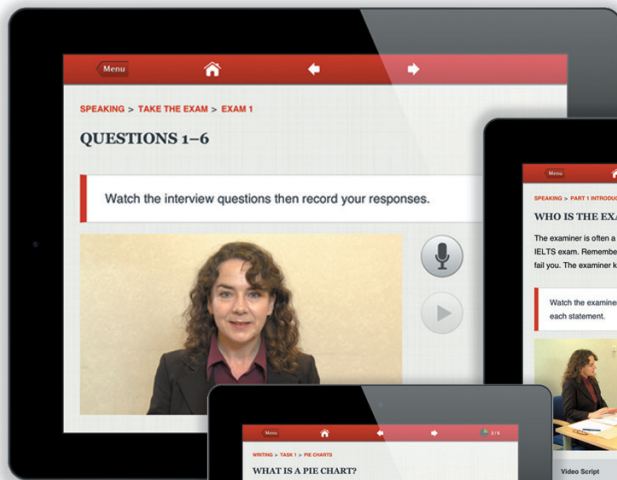 Menu
SPEAKING > TAKE THE EXAM > EXAM 1
QUESTIONS 1–6
Watch the interview questions then record your responses.
Menu
SPEAKING > PART 1 INTRODU
WHO IS THE EXA
The examiner is often a
IELTS exam. Remembe
fail you. The examiner k
Watch the examine
each statement.
Video Script
Menu
WRITING > TASK 1 > PIE CHARTS
WHAT IS A PIE CHART?